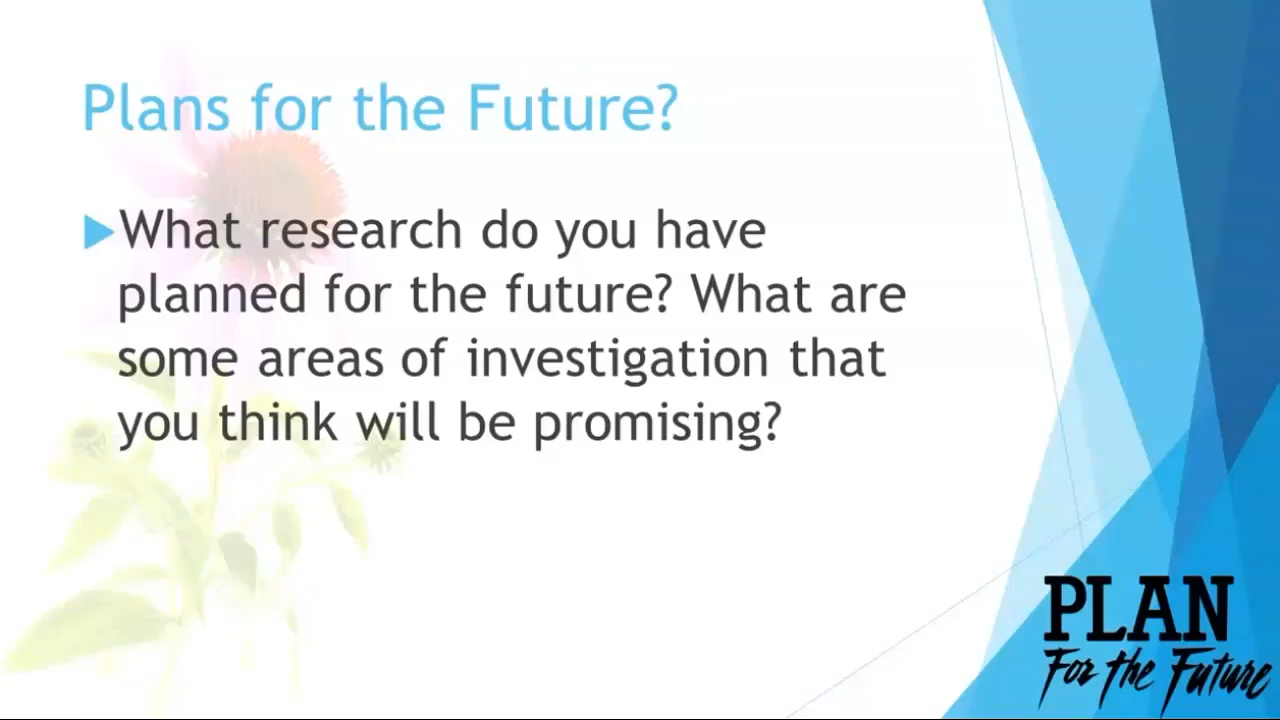 Plans for the Future?
What research do you have
planned for the future? What are
some areas of investigation that
you think will be promising?
PLAN
For the Future